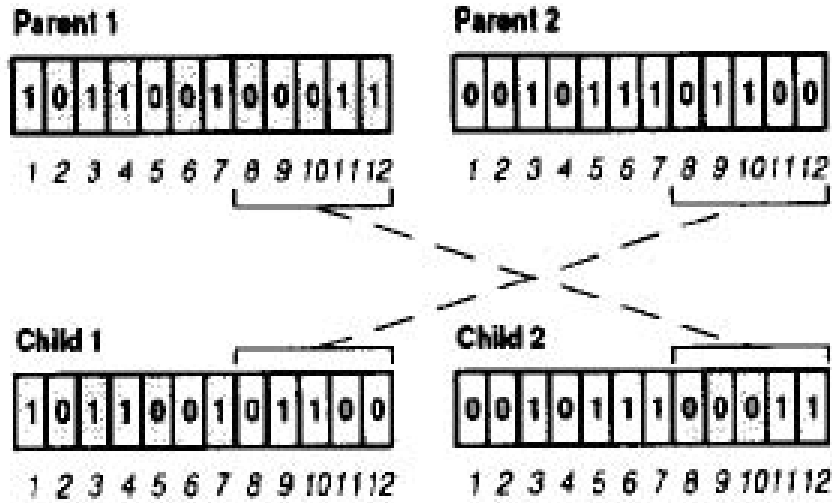 Parent 1 Parent 2
1 0 1 1 0 0 1 0 0 0 1 1 0 0 1 0 1 1 1 0 1 1 0 0
1 2 3 4 5 6 7 8 9 10 11 12 1 2 3 4 5 6 7 8 9 10 11 12
Child 1 Child 2
1 0 1 1 0 0 1 0 1 1 0 0 0 0 1 0 1 1 1 0 0 0 1 1
1 2 3 4 5 6 7 8 9 10 11 12 1 2 3 4 5 6 7 8 9 10 11 12